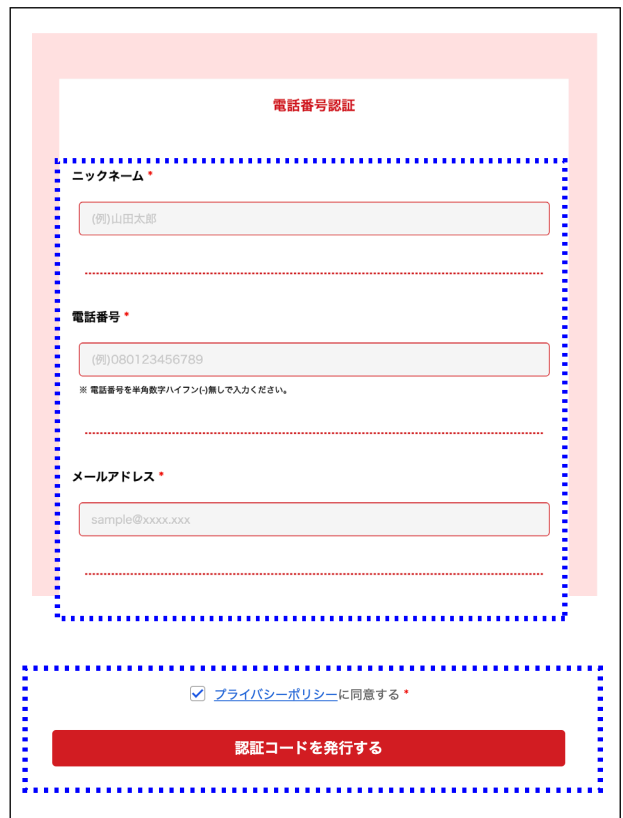 電話番号認証
ニックネーム *
(例)山田太郎
電話番号 *
(例)080123456789
※ 電話番号を半角数字ハイフン(-)無しで入力ください。
メールアドレス *
sample@xxxx.xxx
プライバシーポリシーに同意する *
認証コードを発行する